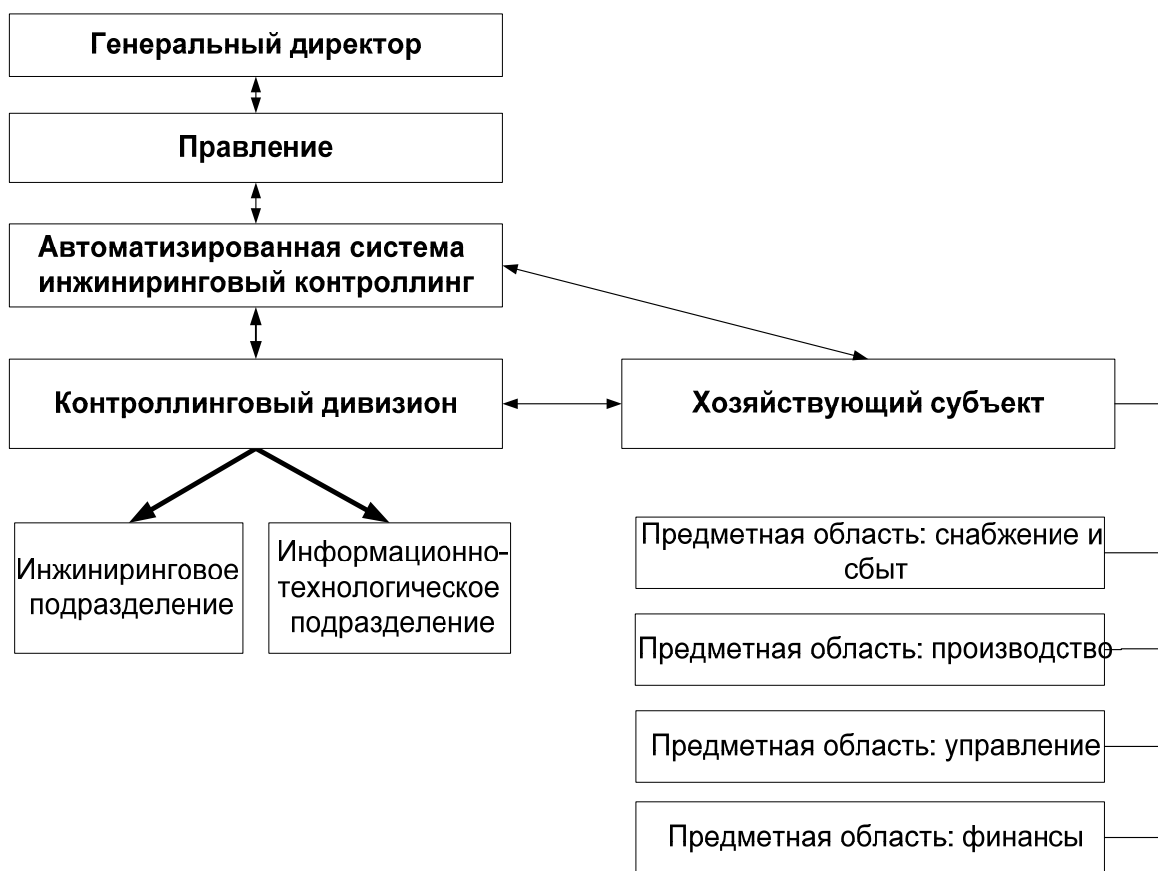 Генеральный директор
Правление
Автоматизированная система
инжиниринговый контроллинг
Контроллинговый дивизион
Хозяйствующий субъект
Инжиниринговое
подразделение
Информационно-
технологическое
подразделение
Предметная область: снабжение и
сбыт
Предметная область: производство
Предметная область: управление
Предметная область: финансы